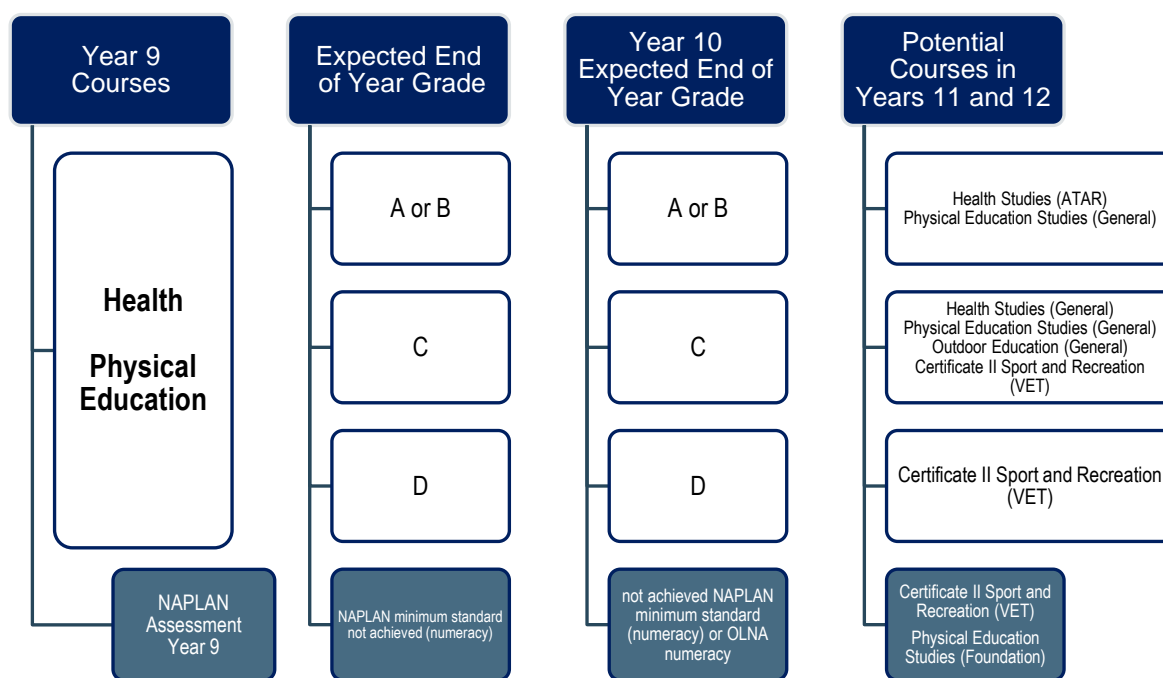 Year 9
Courses
Health
Physical
Education
NAPLAN
Assessment
Year 9
Expected End
of Year Grade
A or B
C
D
NAPLAN minimum standard
not achieved (numeracy)
Year 10
Expected End of
Year Grade
A or B
C
D
not achieved NAPLAN
minimum standard
(numeracy) or OLNA
numeracy
Potential
Courses in
Years 11 and 12
Health Studies (ATAR)
Physical Education Studies (General)
Health Studies (General)
Physical Education Studies (General)
Outdoor Education (General)
Certificate II Sport and Recreation
(VET)
Certificate II Sport and Recreation
(VET)
Certificate II Sport and
Recreation (VET)
Physical Education
Studies (Foundation)